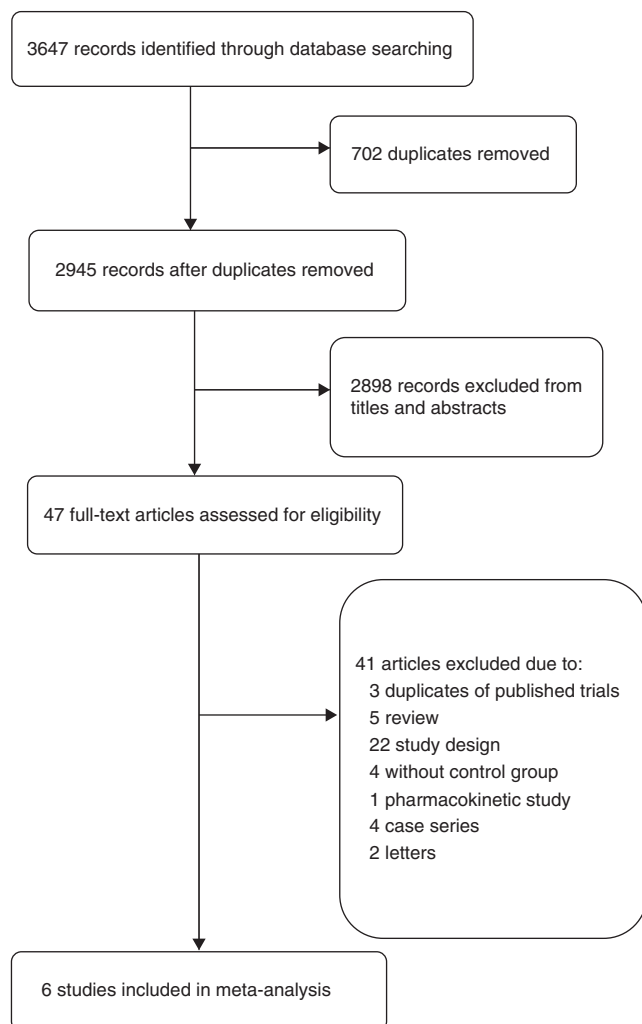 3647 records identified through database searching
702 duplicates removed
2945 records after duplicates removed
2898 records excluded from
titles and abstracts
47 full-text articles assessed for eligibility
41 articles excluded due to:
3 duplicates of published trials
5 review
22 study design
4 without control group
1 pharmacokinetic study
4 case series
2 letters
6 studies included in meta-analysis